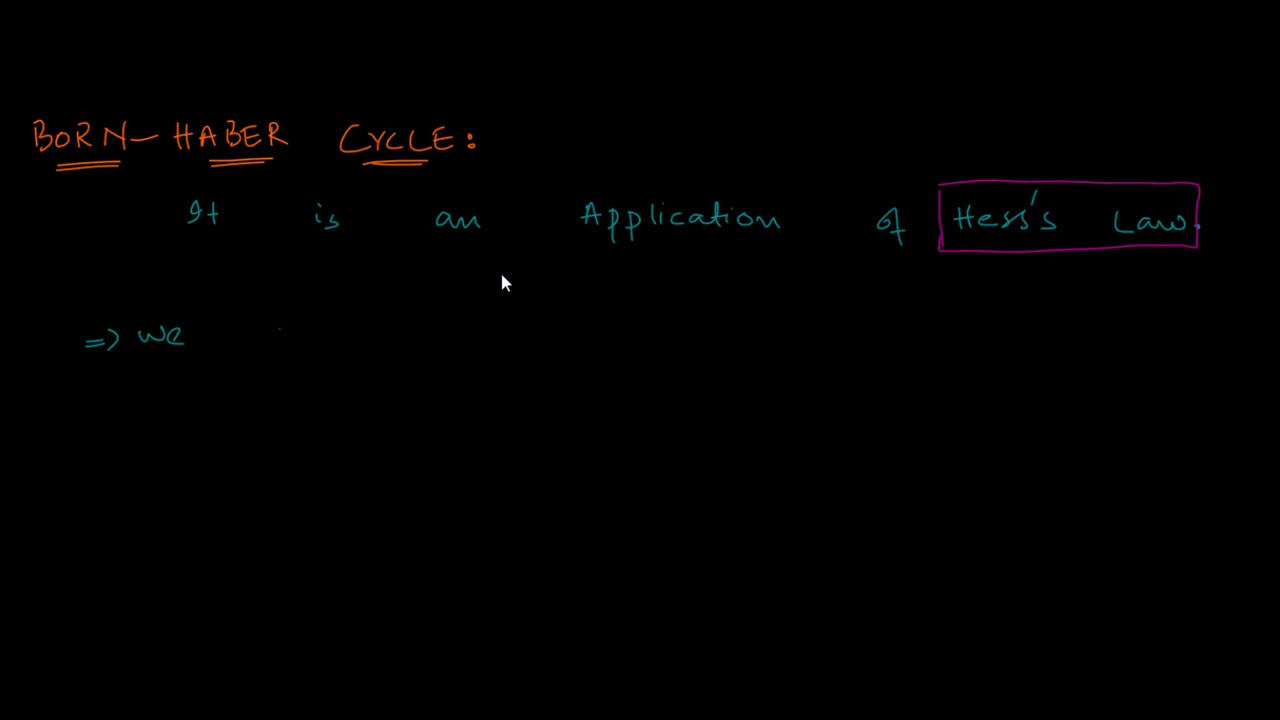 BORN-HABER CYCLE:
It is an Application of Hess's Law.
=> we